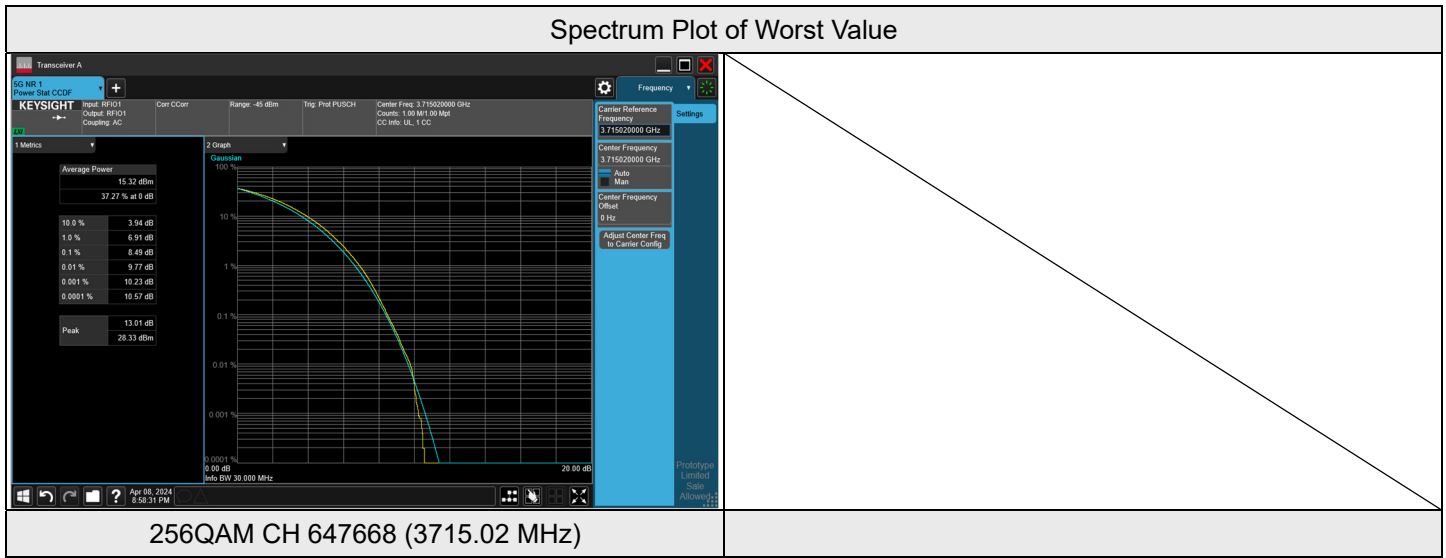 Spectrum Plot of Worst Value
Transceiver A
5G NR 1
Power Stat CCDF
Frequency
KEYSIGHT
LXI
Input: RFIO1
Output: RFIO1
Coupling: AC
Corr CCorr
Range: -45 dBm
Trig: Prot PUSCH
Center Freq: 3.715020000 GHz
Counts: 1.00 M/1.00 Mpt
CC Info: UL, 1 CC
1 Metrics
Average Power
15.32 dBm
37.27 % at 0 dB
10.0 % 3.94 dB
1.0 % 6.91 dB
0.1 % 8.49 dB
0.01 % 9.77 dB
0.001 % 10.23 dB
0.0001 % 10.57 dB
Peak
13.01 dB
28.33 dBm
2 Graph
Gaussian
100 %
10 %
1 %
0.1 %
0.01 %
0.001 %
0.0001 %
0.00 dB 20.00 dB
Info BW 30.000 MHz
Carrier Reference
Frequency
3.715020000 GHz
Center Frequency
3.715020000 GHz
Auto
Man
Center Frequency
Offset
0 Hz
Adjust Center Freq
to Carrier Config
Settings
Prototype
Limited
Sale
Allowed
?
Apr 08, 2024
8:58:31 PM
256QAM CH 647668 (3715.02 MHz)